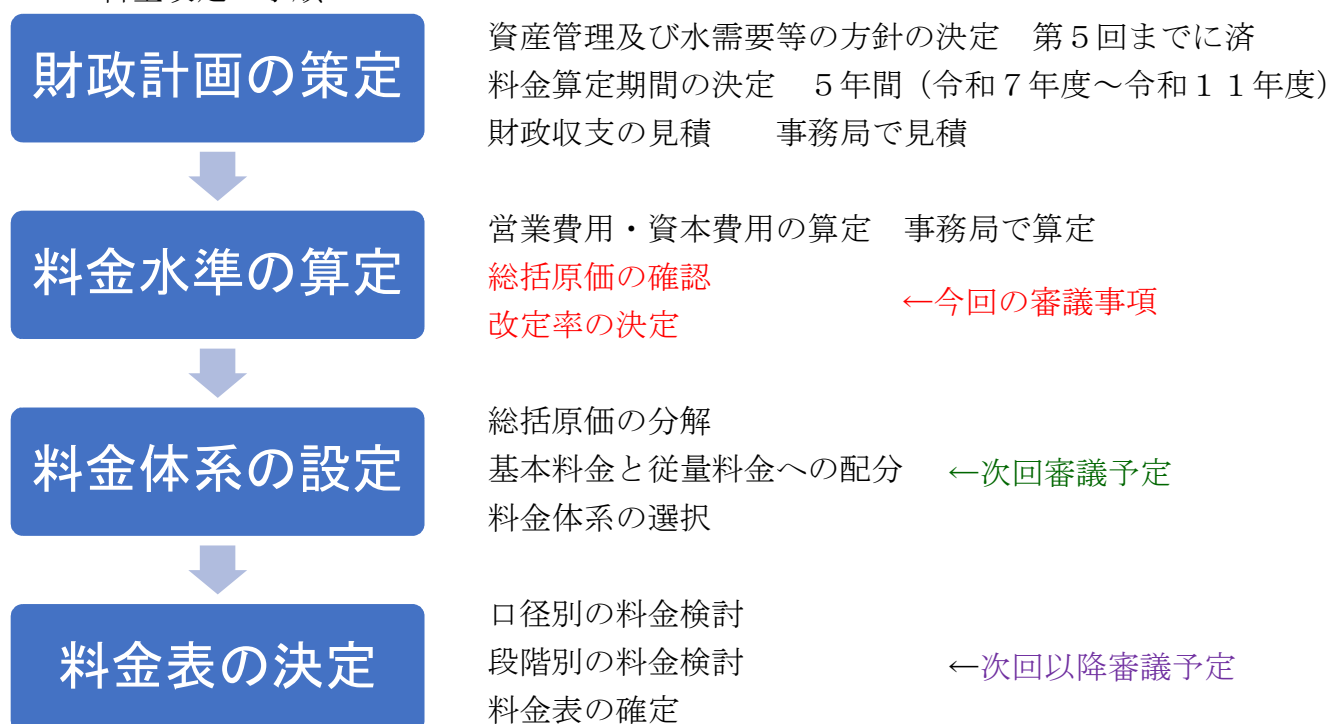 財政計画の策定
資産管理及び水需要等の方針の決定　第５回までに済
料金算定期間の決定　５年間（令和７年度～令和１１年度）
財政収支の見積　　事務局で見積
料金水準の算定
営業費用・資本費用の算定　事務局で算定
総括原価の確認
←今回の審議事項
改定率の決定
料金体系の設定
総括原価の分解
基本料金と従量料金への配分　←次回審議予定
料金体系の選択
料金表の決定
口径別の料金検討
段階別の料金検討　←次回以降審議予定
料金表の確定